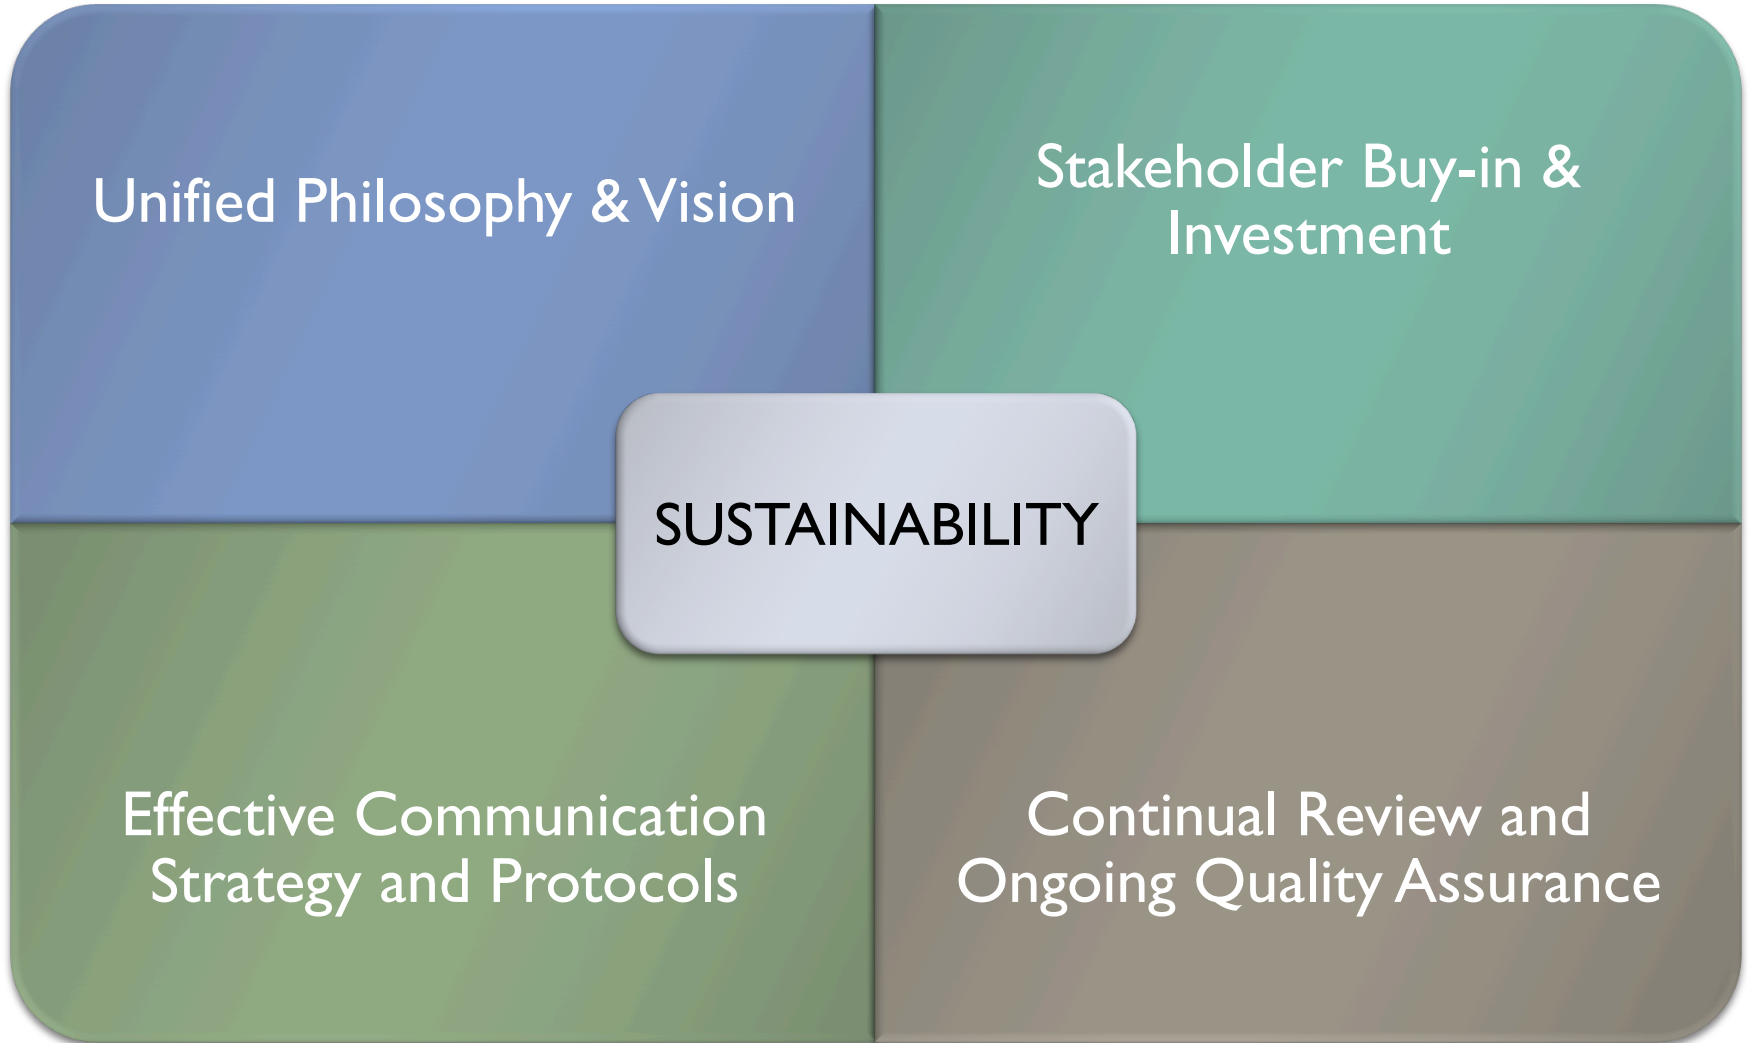 Unified Philosophy & Vision
Stakeholder Buy-in &
Investment
SUSTAINABILITY
Effective Communication
Strategy and Protocols
Continual Review and
Ongoing Quality Assurance